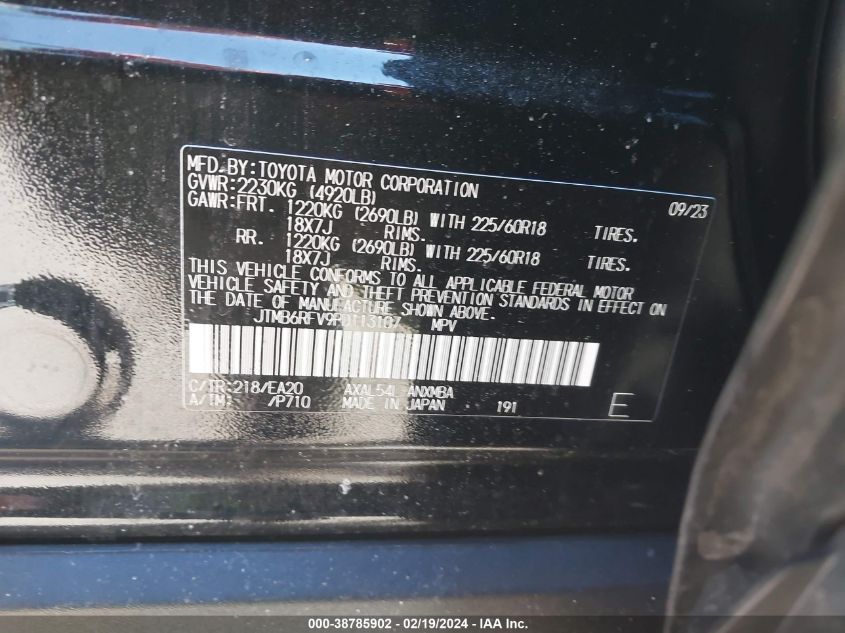 MFD.BY:TOYOTA MOTOR CORPORATION 09/23
GVWR:2230KG (4920LB)
GAWR:FRT. 1220KG (2690LB) WITH 225/60R18 TIRES.
18X7J RIMS.
RR. 1220KG (2690LB) WITH 225/60R18 TIRES.
18X7J RIMS.
THIS VEHICLE CONFORMS TO ALL APPLICABLE FEDERAL MOTOR
VEHICLE SAFETY AND THEFT PREVENTION STANDARDS IN EFFECT ON
THE DATE OF MANUFACTURE SHOWN ABOVE.
JTMB6RFV9PD113107 MPV
C/TR:218/EA20 AXAL54L ANXMBA
A/TM: /P710 MADE IN JAPAN 191 E
000-38785902 - 02/19/2024 - IAA Inc.